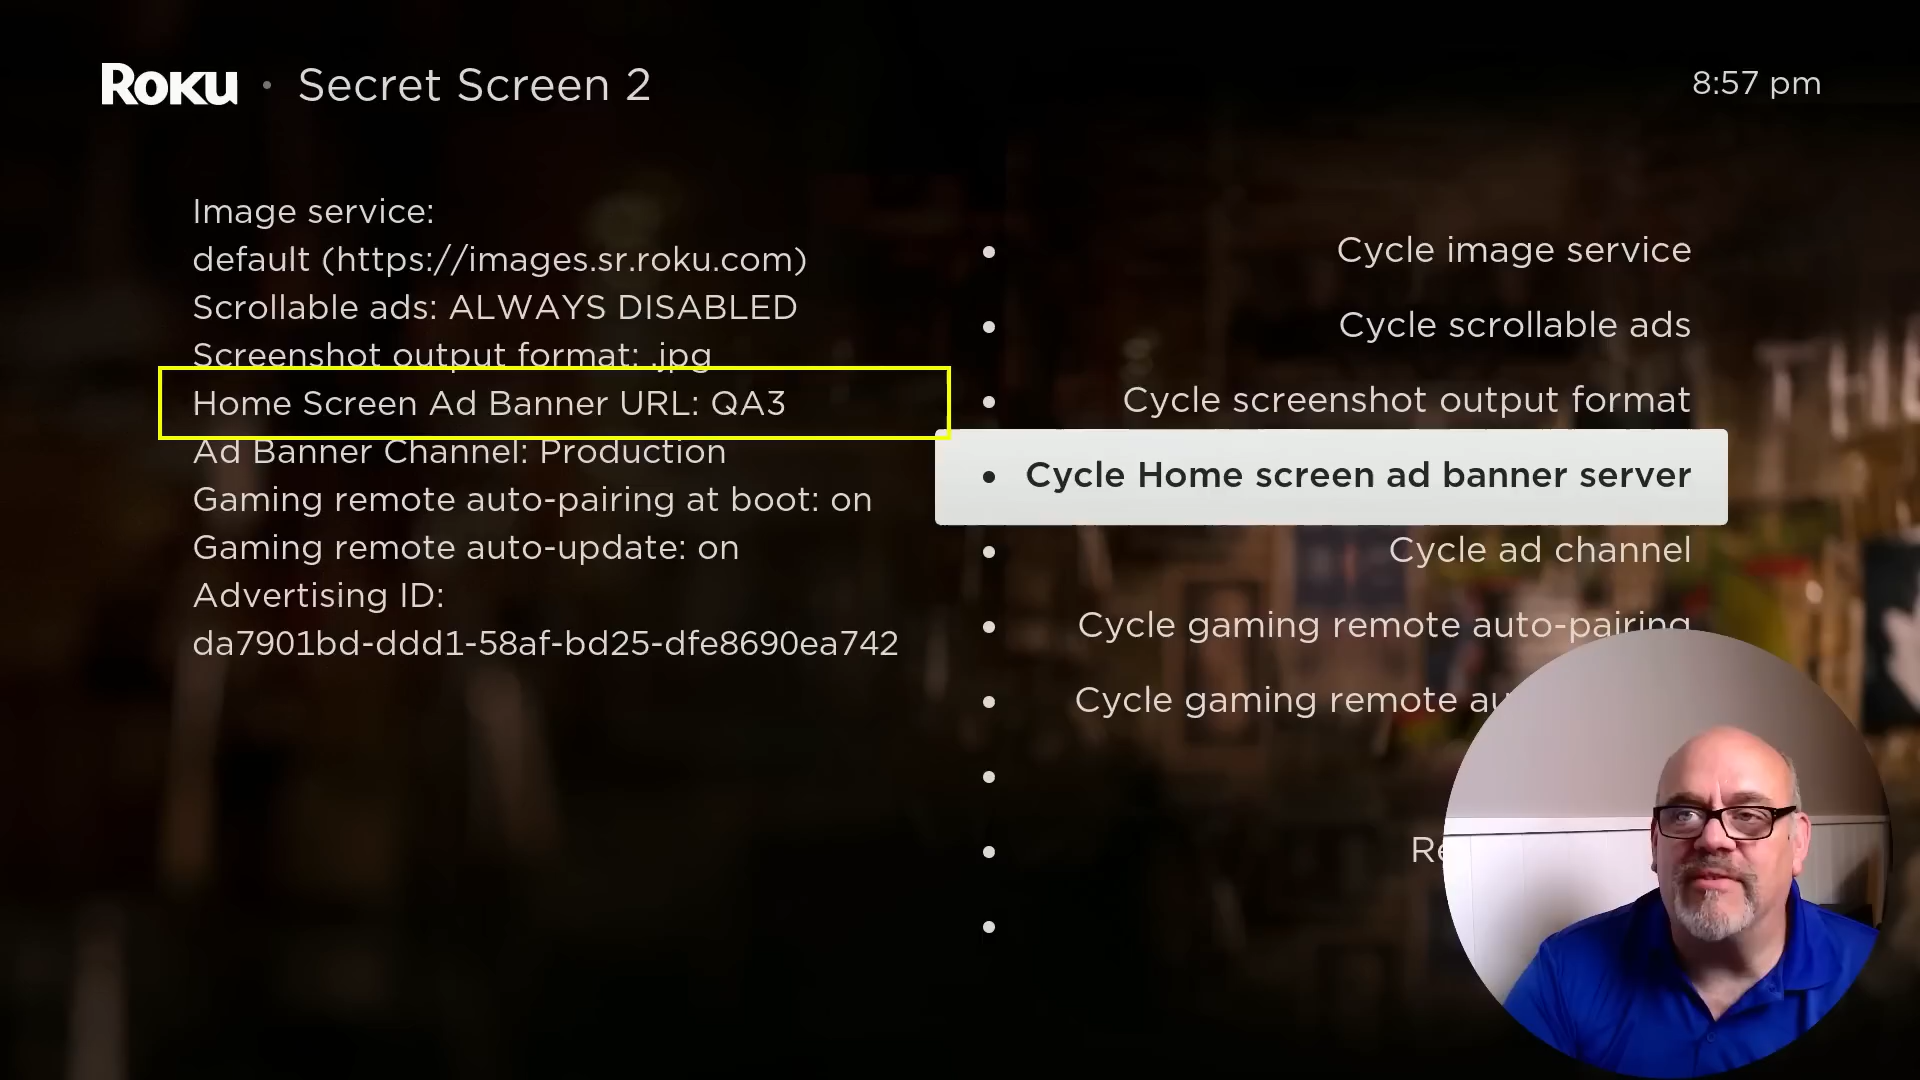 Roku • Secret Screen 2
8:57 pm
Image service:
default (https://images.sr.roku.com)
Scrollable ads: ALWAYS DISABLED
Screenshot output format: .jpg
Home Screen Ad Banner URL: QA3
Ad Banner Channel: Production
Gaming remote auto-pairing at boot: on
Gaming remote auto-update: on
Advertising ID:
da7901bd-ddd1-58af-bd25-dfe8690ea742
• Cycle image service
• Cycle scrollable ads
• Cycle screenshot output format
• Cycle Home screen ad banner server
• Cycle ad channel
• Cycle gaming remote auto-pairing
• Cycle gaming remote